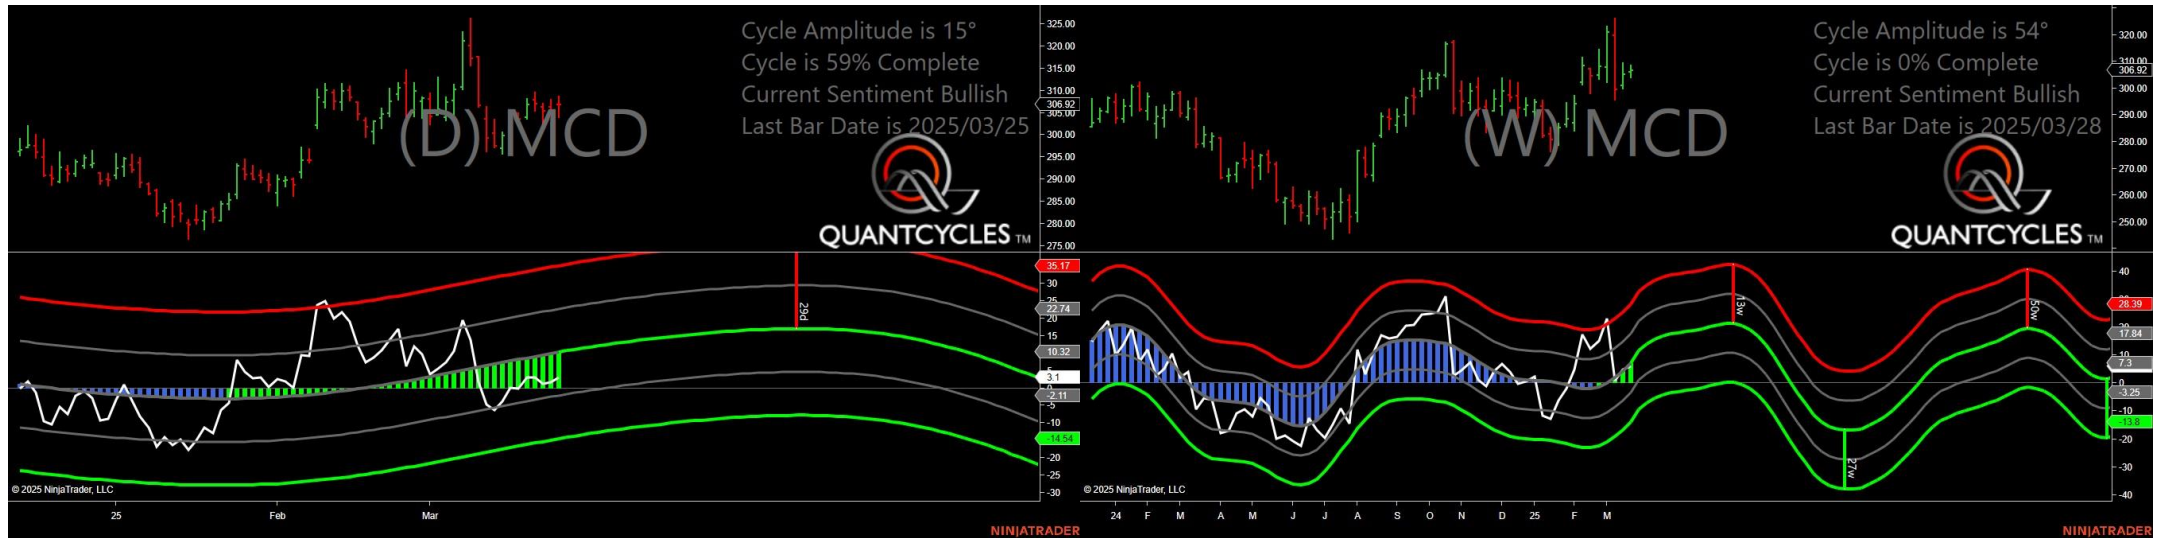 Cycle Amplitude is 15°
Cycle is 59% Complete
Current Sentiment Bullish
Last Bar Date is 2025/03/25
(D) MCD
QUANTCYCLES TM
325.00
320.00
315.00
310.00
306.92
305.00
300.00
295.00
290.00
285.00
280.00
275.00
35.17
30
25
22.74
20
15
10.32
5
3.1
0
-2.11
-5
-10
-14.54
-20
-25
-30
29d
© 2025 NinjaTrader, LLC
25
Feb
Mar
NINJATRADER
Cycle Amplitude is 54°
Cycle is 0% Complete
Current Sentiment Bullish
Last Bar Date is 2025/03/28
(W) MCD
QUANTCYCLES TM
320.00
310.00
306.92
300.00
290.00
280.00
270.00
260.00
250.00
40
28.39
17.84
10
7.3
0
-3.25
-10
-13.8
-20
-30
-40
13w
27w
50w
© 2025 NinjaTrader, LLC
24 F M A M J J A S O N D 25 F M
NINJATRADER